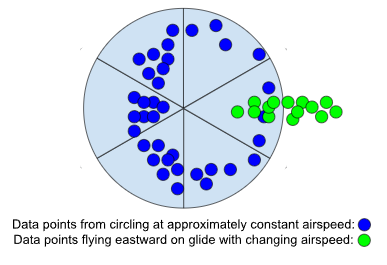 Data points from circling at approximately constant airspeed:
Data points flying eastward on glide with changing airspeed: